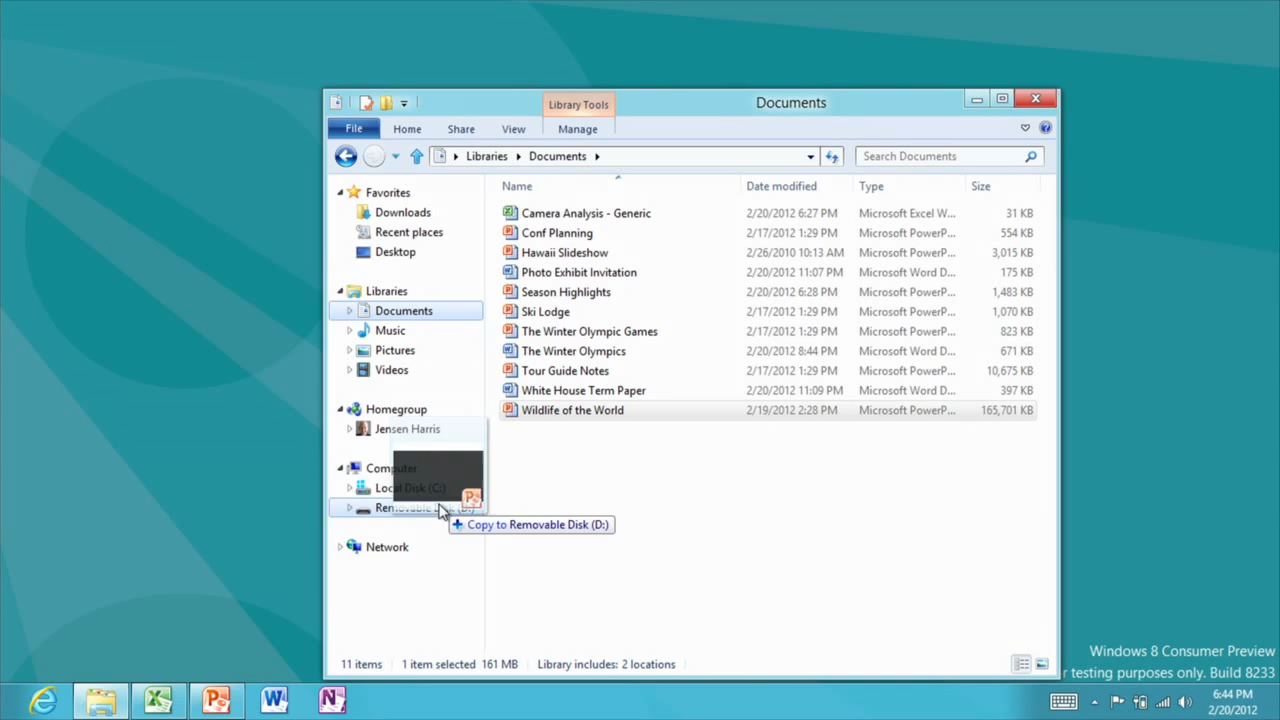 Library Tools
Documents
File Home Share View Manage
Libraries Documents
Search Documents
Name Date modified Type Size
Favorites
Downloads
Recent places
Desktop
Libraries
Documents
Music
Pictures
Videos
Homegroup
Jensen Harris
Computer
Local Disk (C:)
Removable Disk (D:)
Network
Camera Analysis - Generic 2/20/2012 6:27 PM Microsoft Excel W... 31 KB
Conf Planning 2/17/2012 1:29 PM Microsoft PowerP... 554 KB
Hawaii Slideshow 2/26/2010 10:13 AM Microsoft PowerP... 3,015 KB
Photo Exhibit Invitation 2/20/2012 11:07 PM Microsoft Word D... 175 KB
Season Highlights 2/20/2012 6:28 PM Microsoft PowerP... 1,483 KB
Ski Lodge 2/17/2012 1:29 PM Microsoft PowerP... 1,070 KB
The Winter Olympic Games 2/17/2012 1:29 PM Microsoft PowerP... 823 KB
The Winter Olympics 2/20/2012 8:44 PM Microsoft Word D... 671 KB
Tour Guide Notes 2/17/2012 1:29 PM Microsoft PowerP... 10,675 KB
White House Term Paper 2/20/2012 11:09 PM Microsoft Word D... 397 KB
Wildlife of the World 2/19/2012 2:28 PM Microsoft PowerP... 165,701 KB
Copy to Removable Disk (D:)
11 items 1 item selected 161 MB Library includes: 2 locations
Windows 8 Consumer Preview
r testing purposes only. Build 8233
6:44 PM
2/20/2012